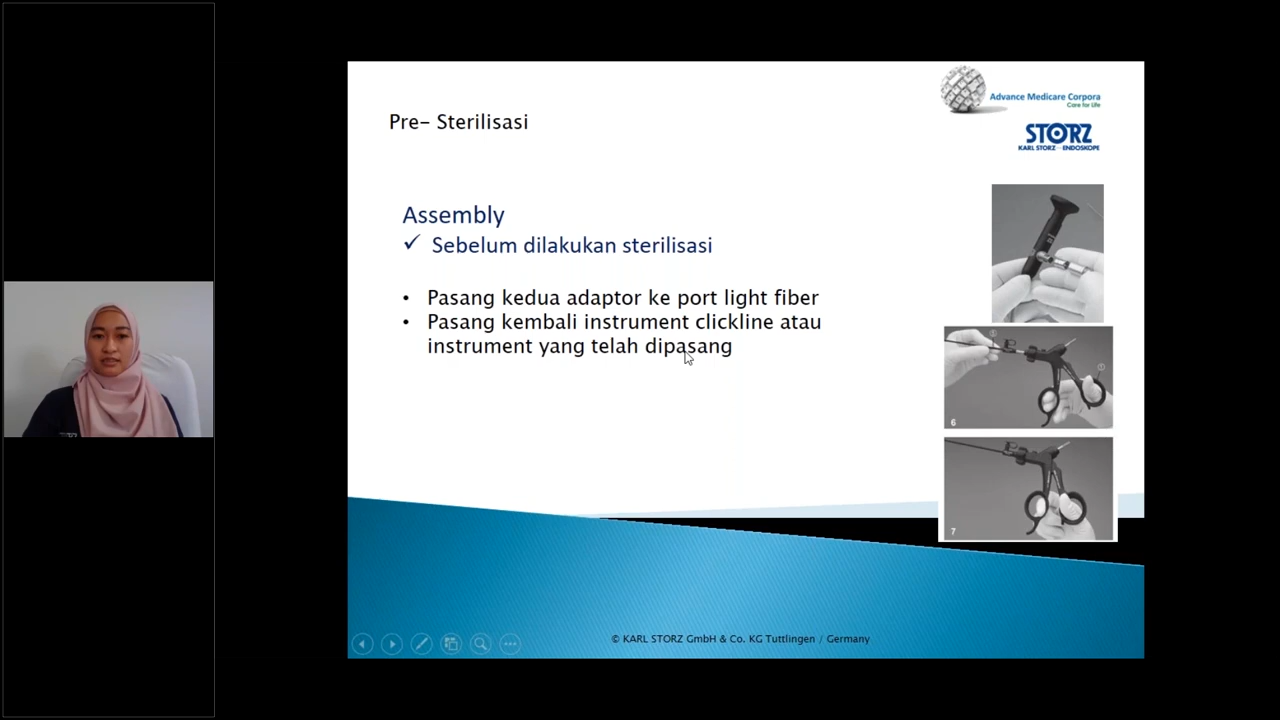 Advance Medicare Corpora
Care for Life
STORZ
KARL STORZ - ENDOSKOPE
Pre- Sterilisasi
Assembly
✓ Sebelum dilakukan sterilisasi
• Pasang kedua adaptor ke port light fiber
• Pasang kembali instrument clickline atau
instrument yang telah dipasang
6
7
© KARL STORZ GmbH & Co. KG Tuttlingen / Germany